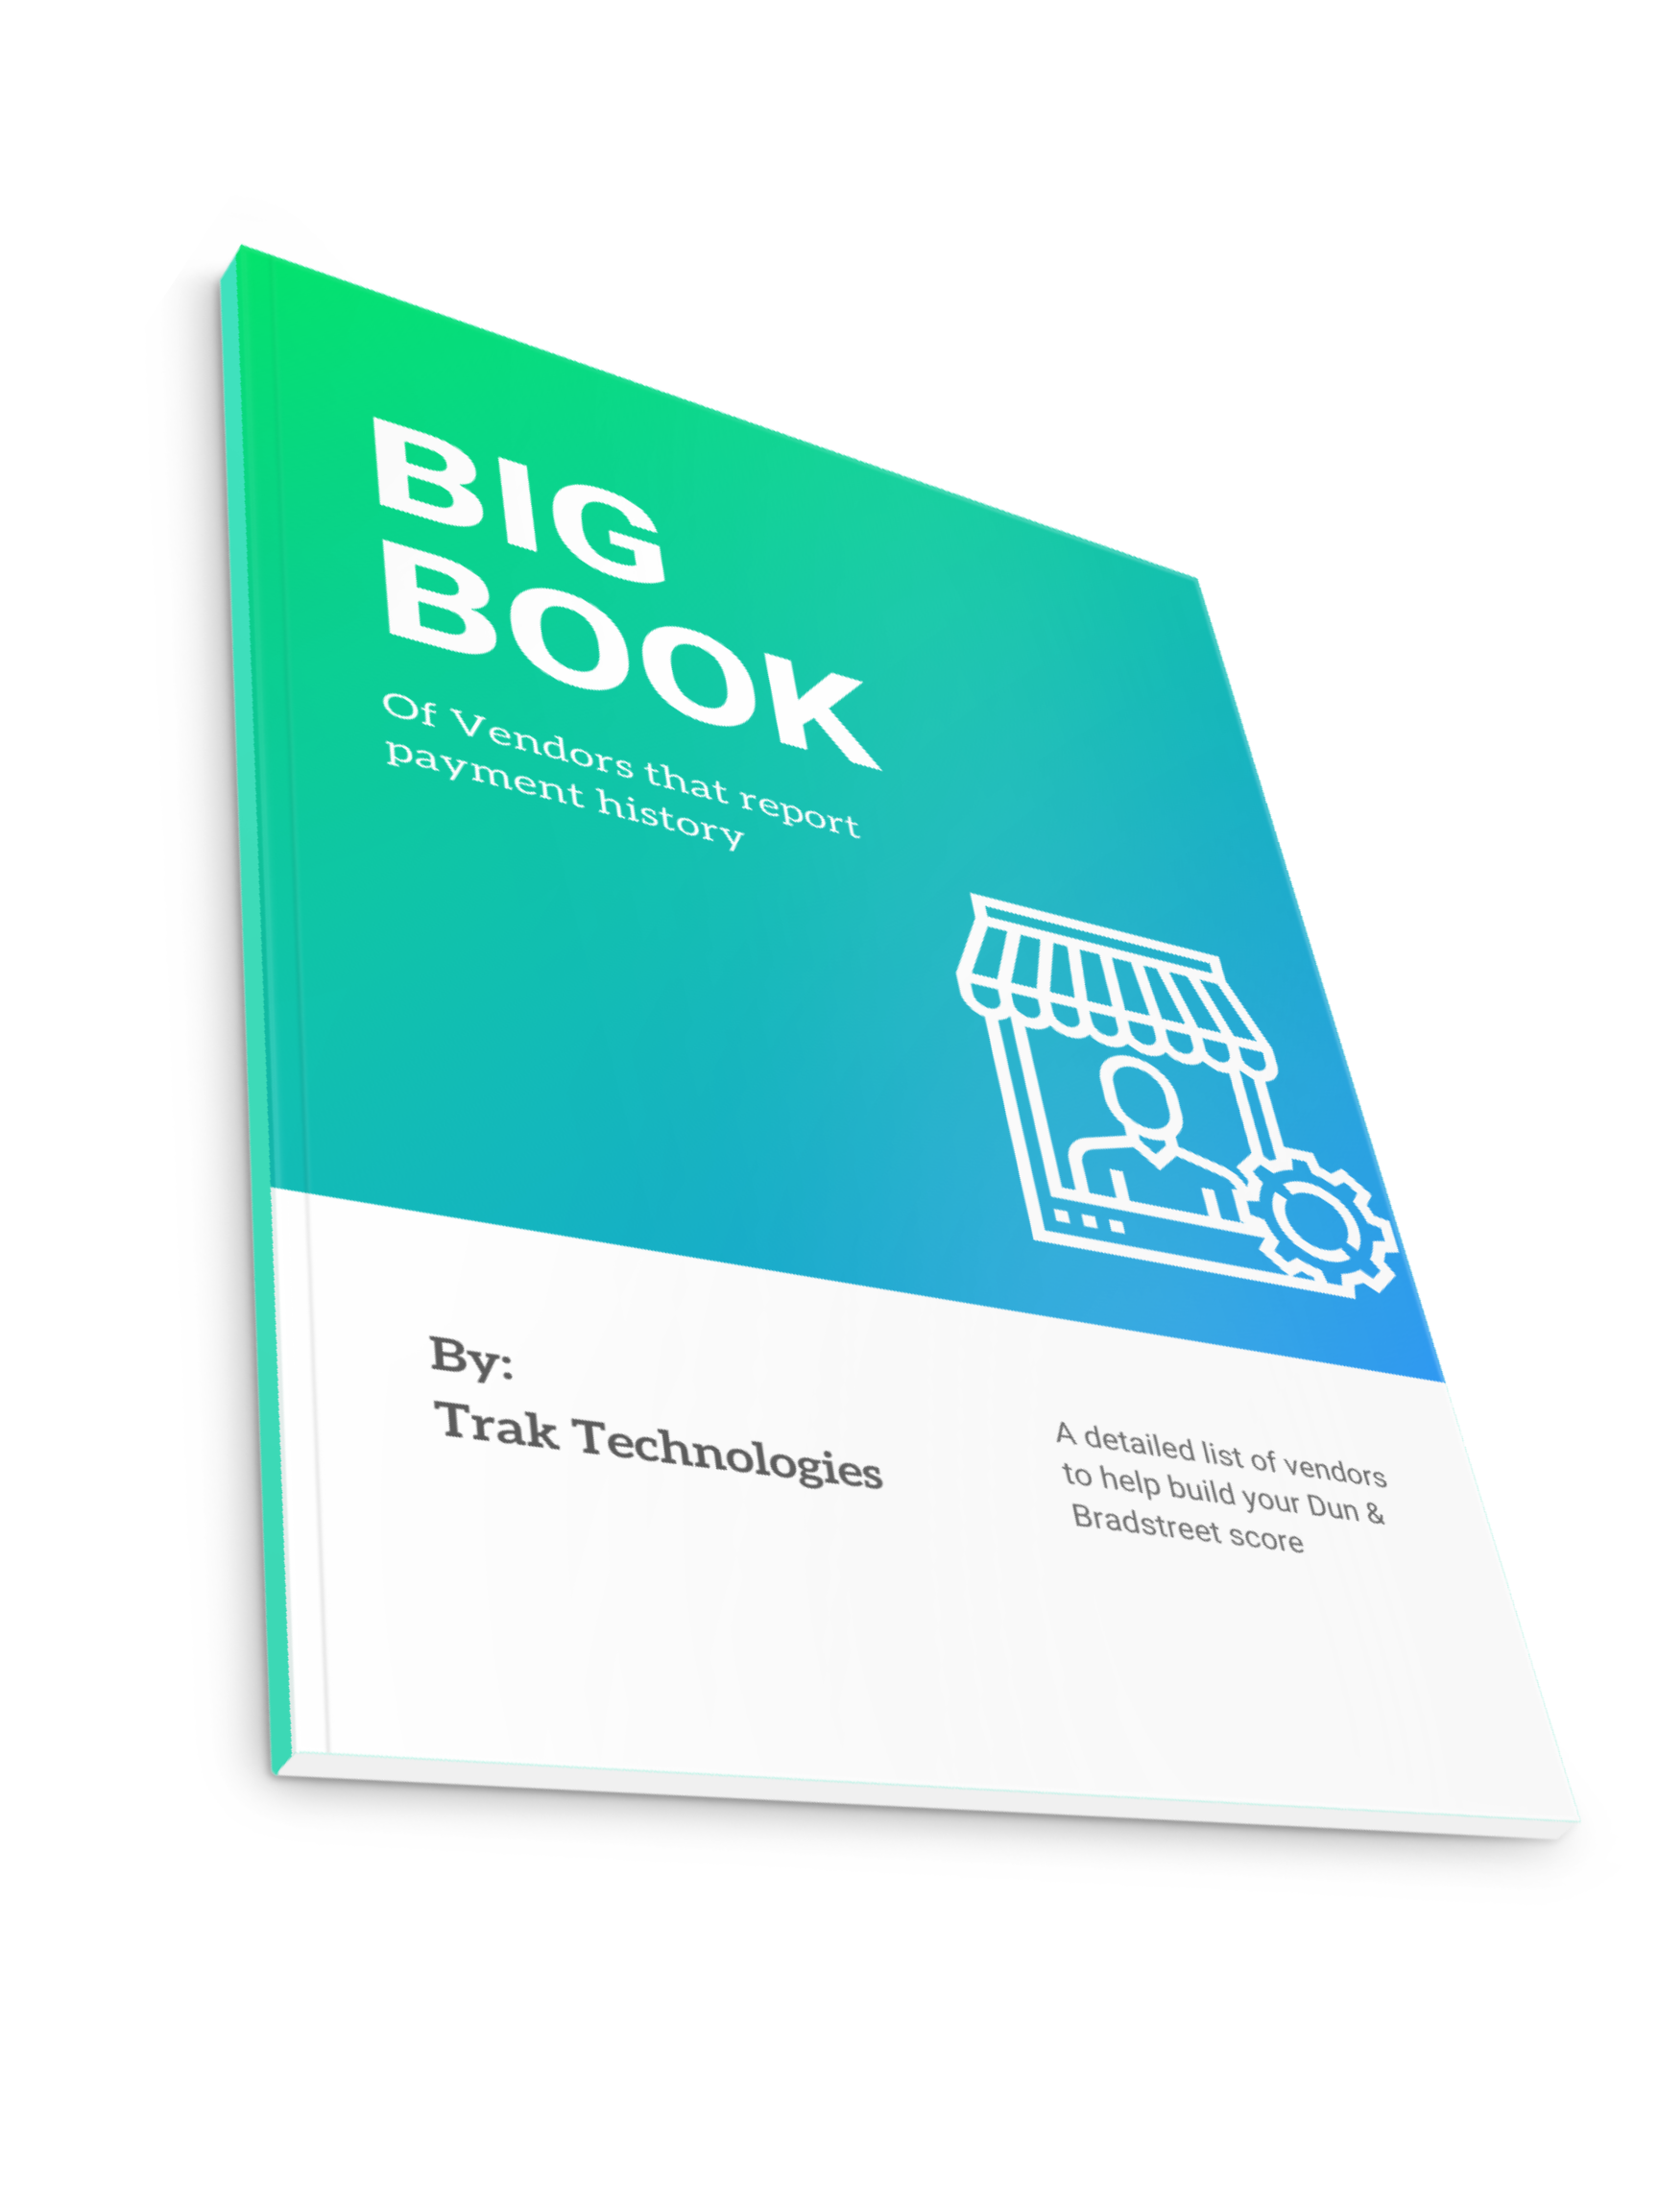 BIG
BOOK
Of Vendors that report
payment history
By:
Trak Technologies
A detailed list of vendors
to help build your Dun &
Bradstreet score